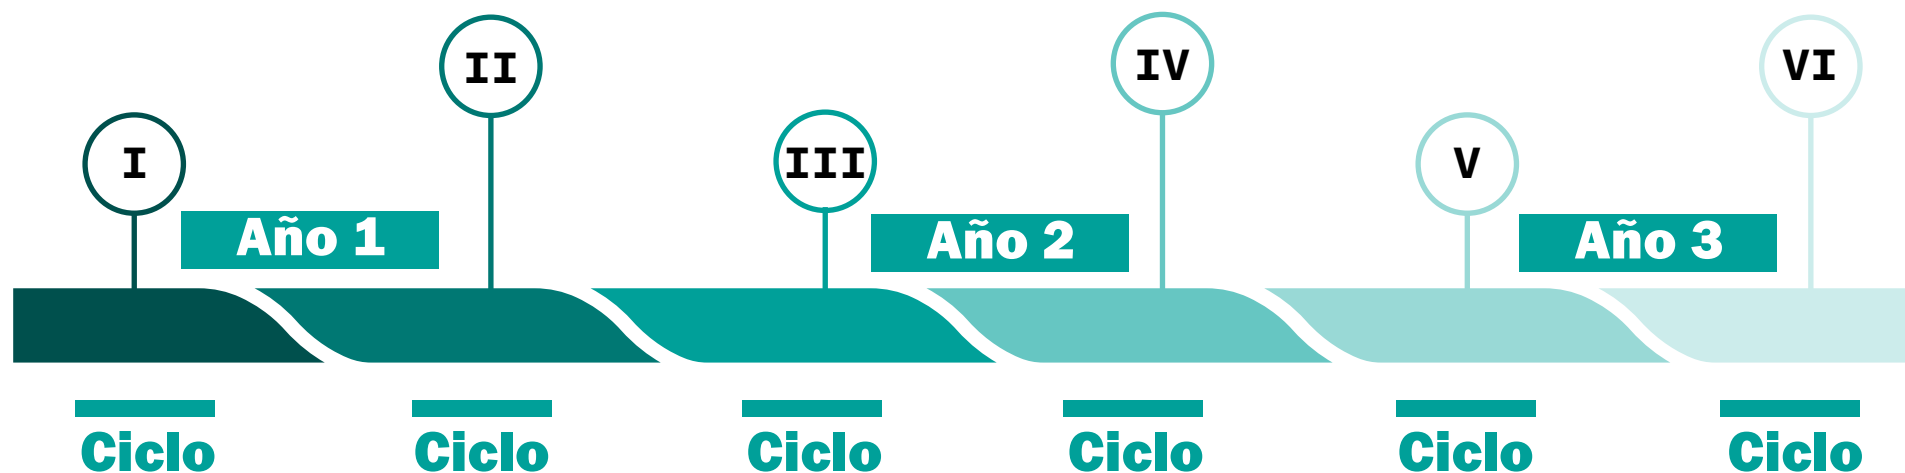 I
II
III
IV
V
VI
Año 1
Año 2
Año 3
Ciclo
Ciclo
Ciclo
Ciclo
Ciclo
Ciclo